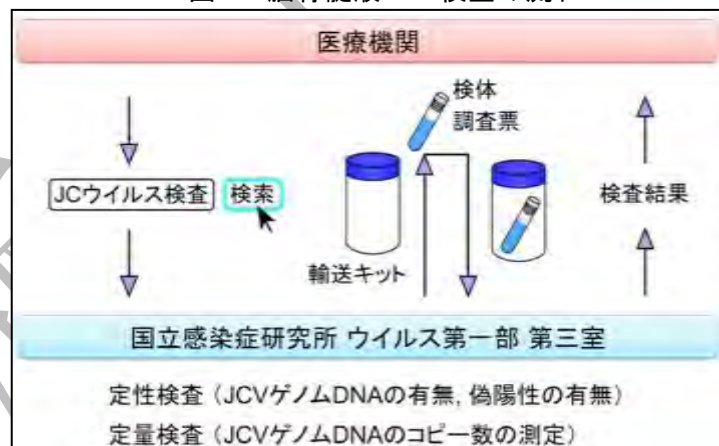 医療機関
検体
調査票
JCウイルス検査 検索
検査結果
輸送キット
国立感染症研究所 ウイルス第一部 第三室
定性検査（JCVゲノムDNAの有無, 偽陽性の有無）
定量検査（JCVゲノムDNAのコピー数の測定）